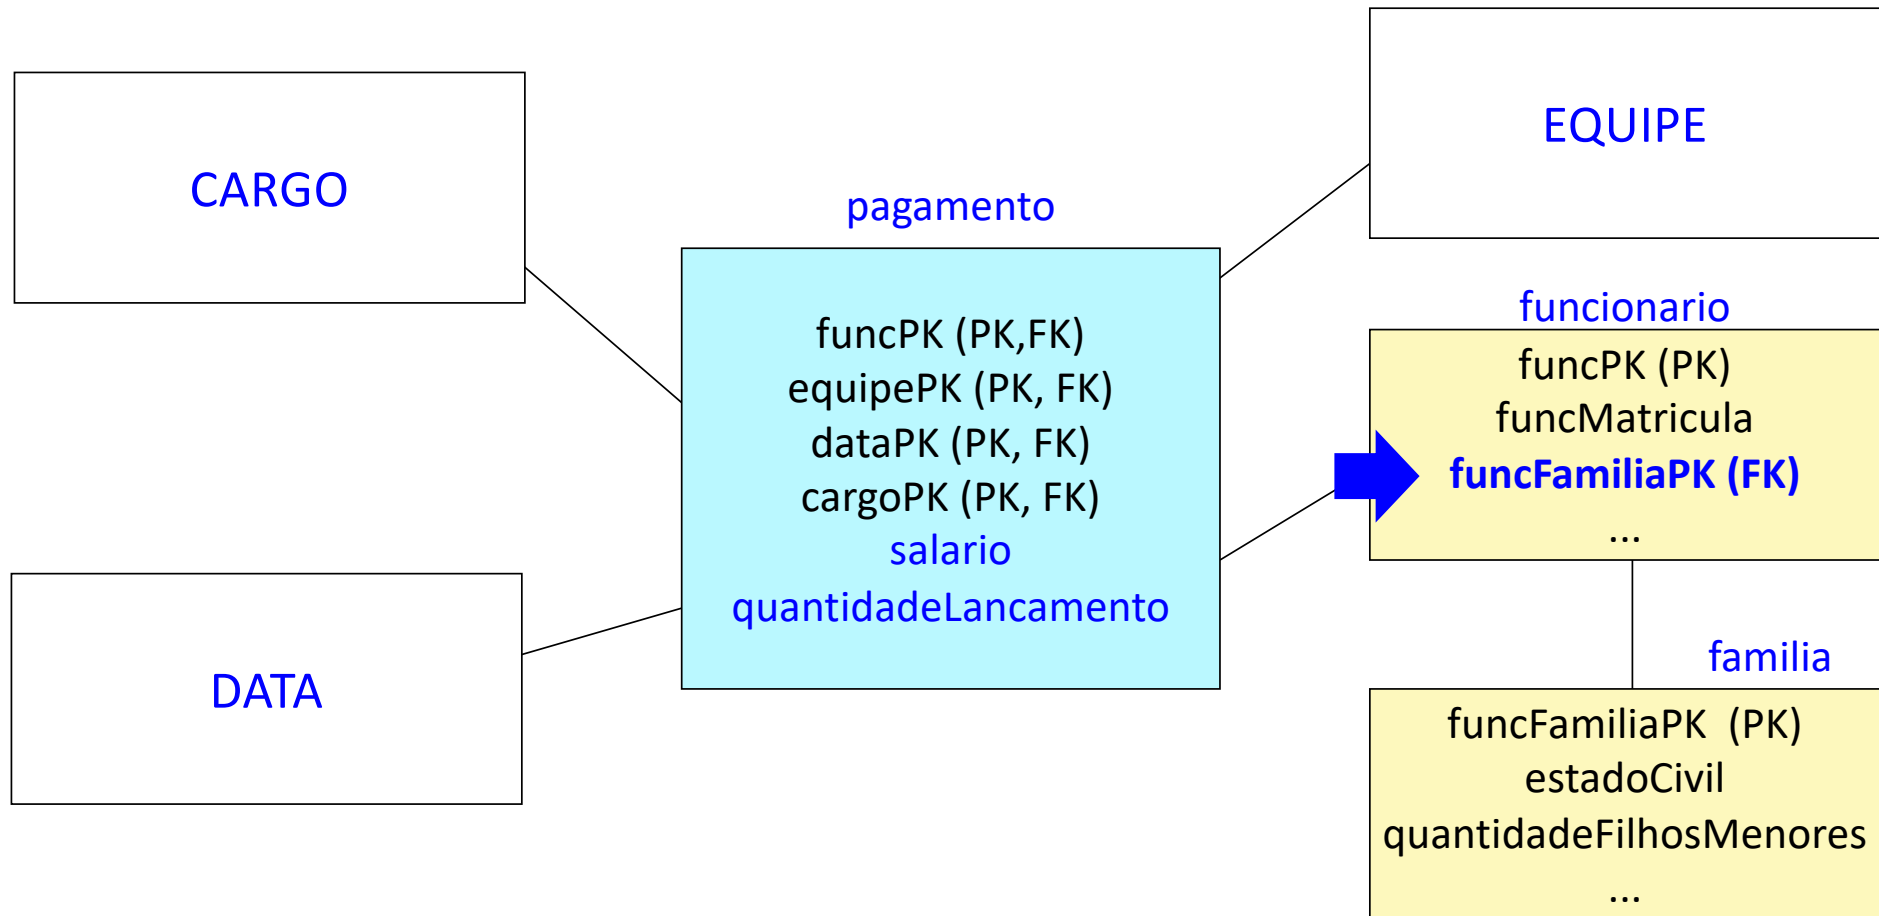 CARGO
DATA
pagamento
funcPK (PK,FK)
equipePK (PK, FK)
dataPK (PK, FK)
cargoPK (PK, FK)
salario
quantidadeLancamento
EQUIPE
funcionario
funcPK (PK)
funcMatricula
funcFamiliaPK (FK)
...
familia
funcFamiliaPK (PK)
estadoCivil
quantidadeFilhosMenores
...